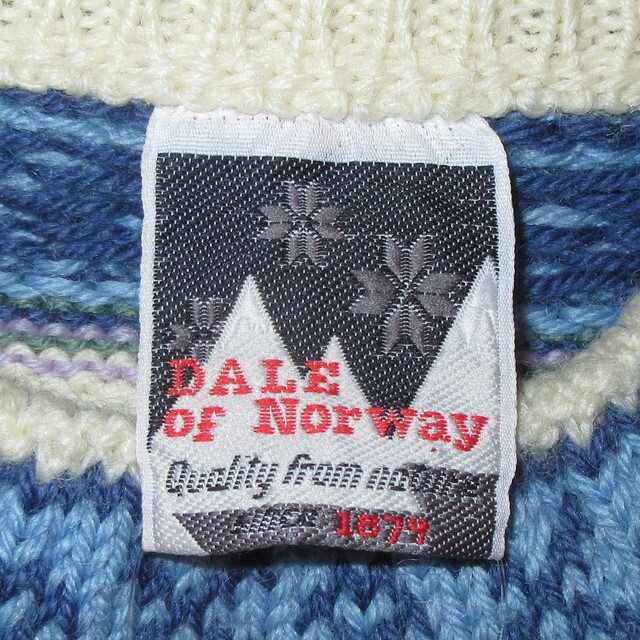 DALE
of Norway
Quality from nature
SINCE 1879